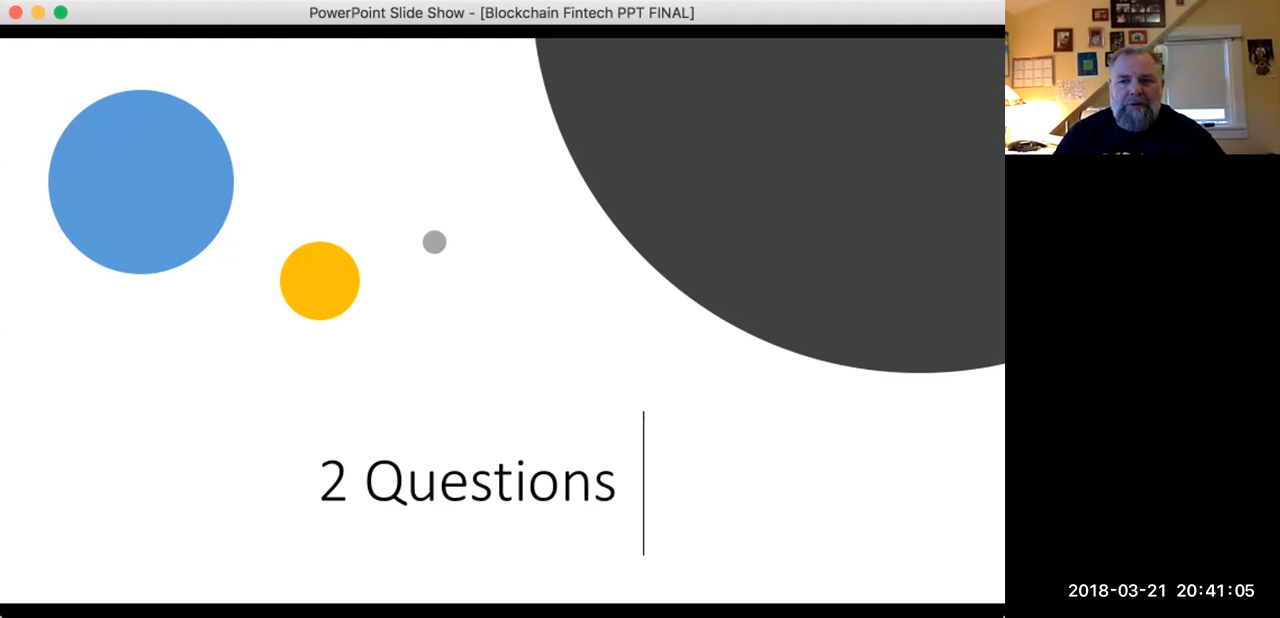 PowerPoint Slide Show - [Blockchain Fintech PPT FINAL]
2 Questions
2018-03-21 20:41:05